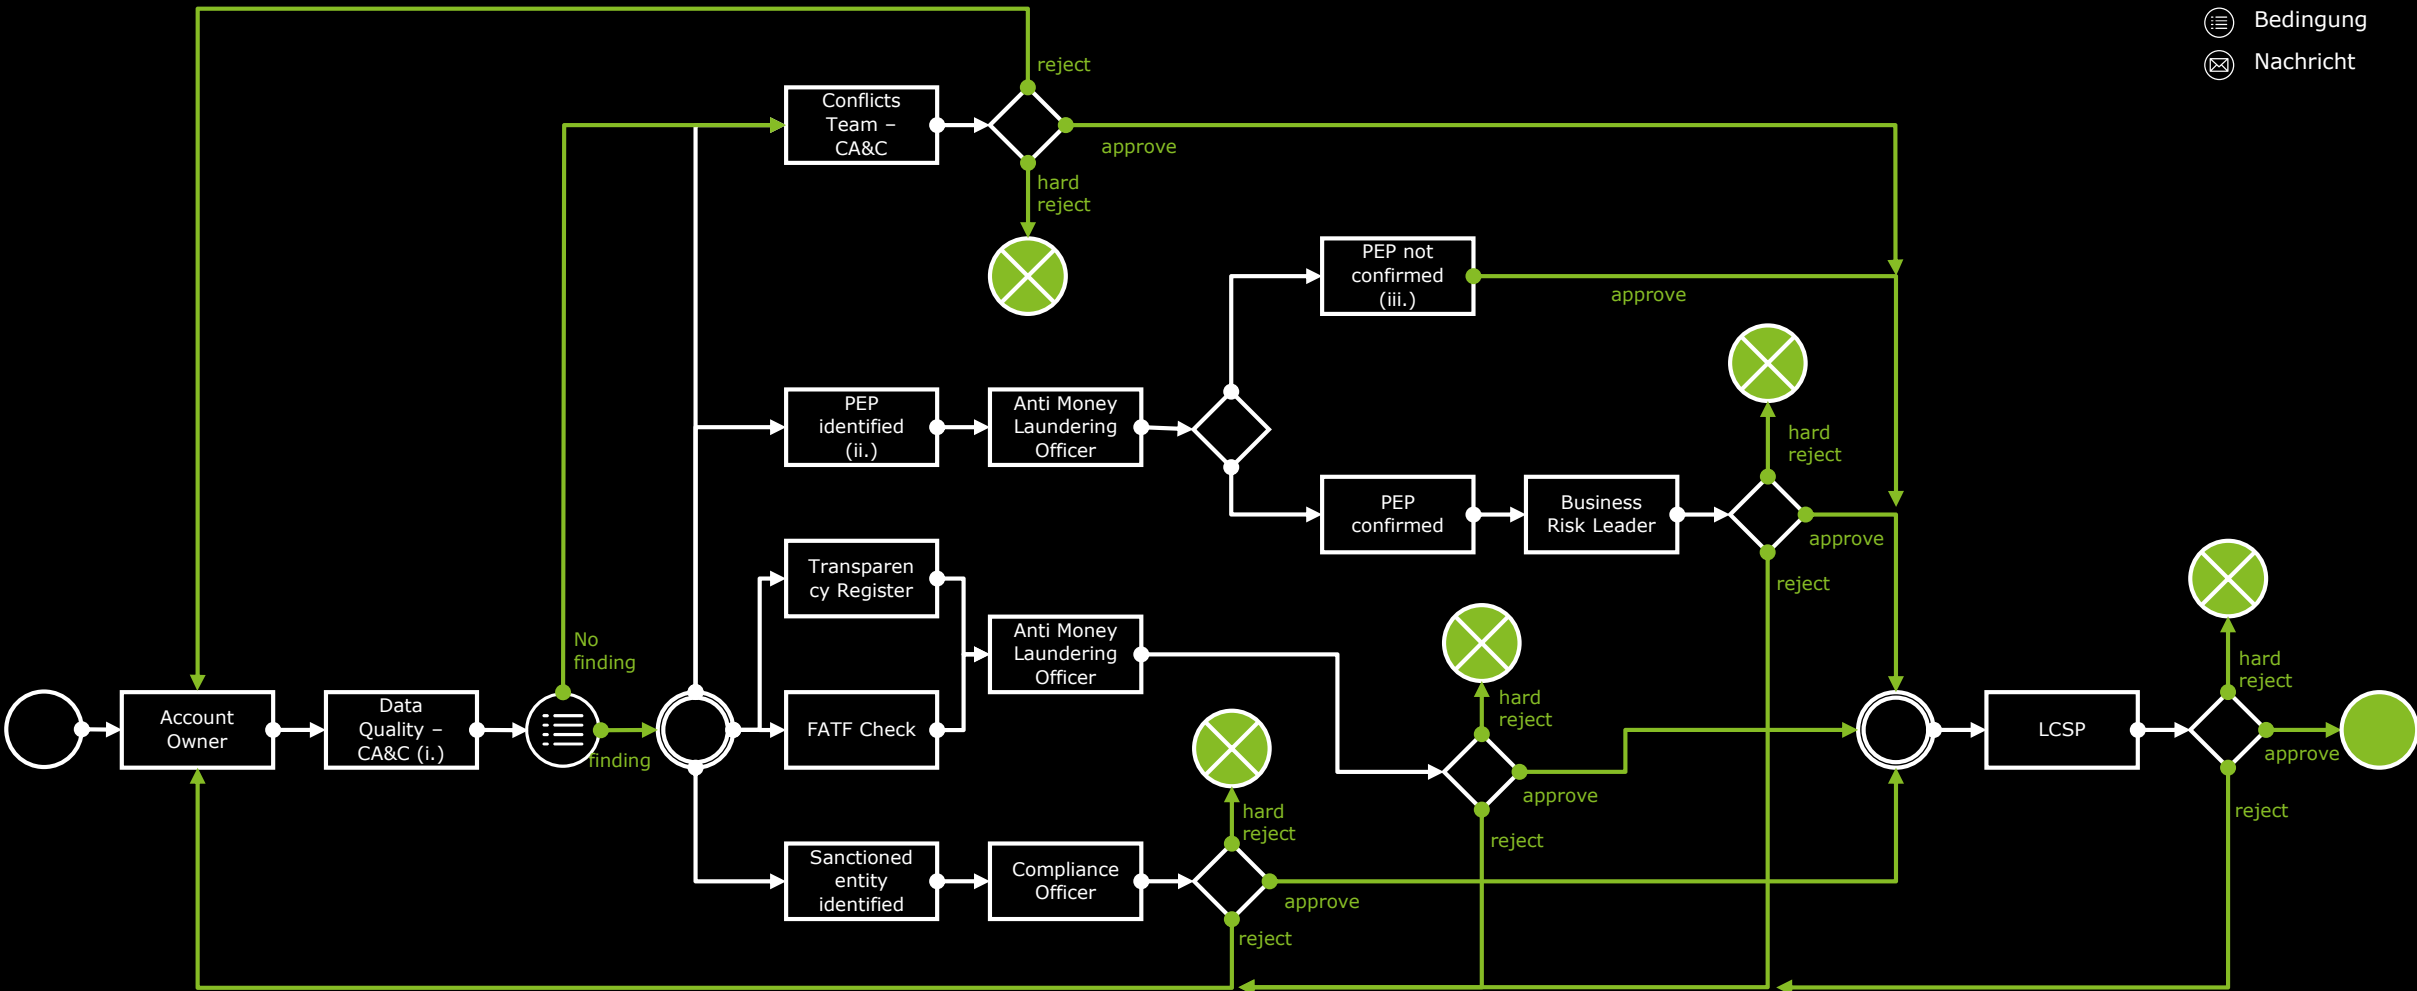 Bedingung
Nachricht
reject
Conflicts
Team –
CA&C
approve
hard
reject
PEP not
confirmed
(iii.)
approve
PEP
identified
(ii.)
Anti Money
Laundering
Officer
hard
reject
PEP
confirmed
Business
Risk Leader
approve
reject
Transparen
cy Register
Anti Money
Laundering
Officer
No
finding
hard
reject
hard
reject
Account
Owner
Data
Quality –
CA&C (i.)
finding
FATF Check
LCSP
approve
approve
reject
hard
reject
reject
Sanctioned
entity
identified
Compliance
Officer
approve
reject